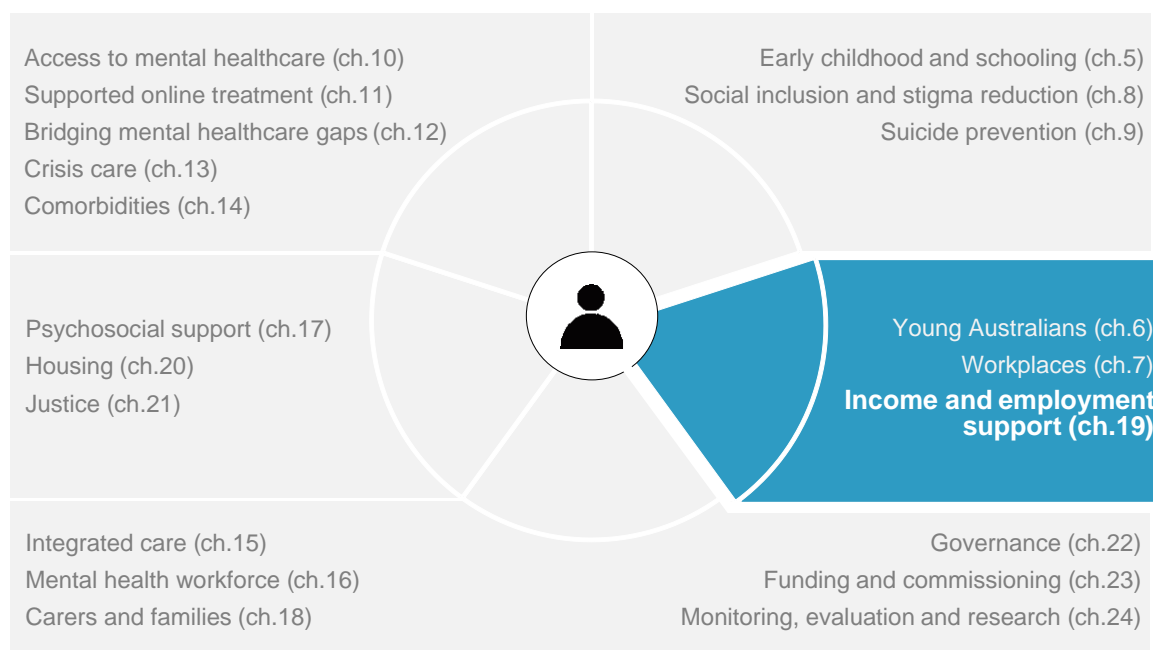 Access to mental healthcare (ch.10)
Supported online treatment (ch.11)
Bridging mental healthcare gaps (ch.12)
Crisis care (ch.13)
Comorbidities (ch.14)
Early childhood and schooling (ch.5)
Social inclusion and stigma reduction (ch.8)
Suicide prevention (ch.9)
Psychosocial support (ch.17)
Housing (ch.20)
Justice (ch.21)
Young Australians (ch.6)
Workplaces (ch.7)
Income and employment
support (ch.19)
Integrated care (ch.15)
Mental health workforce (ch.16)
Carers and families (ch.18)
Governance (ch.22)
Funding and commissioning (ch.23)
Monitoring, evaluation and research (ch.24)